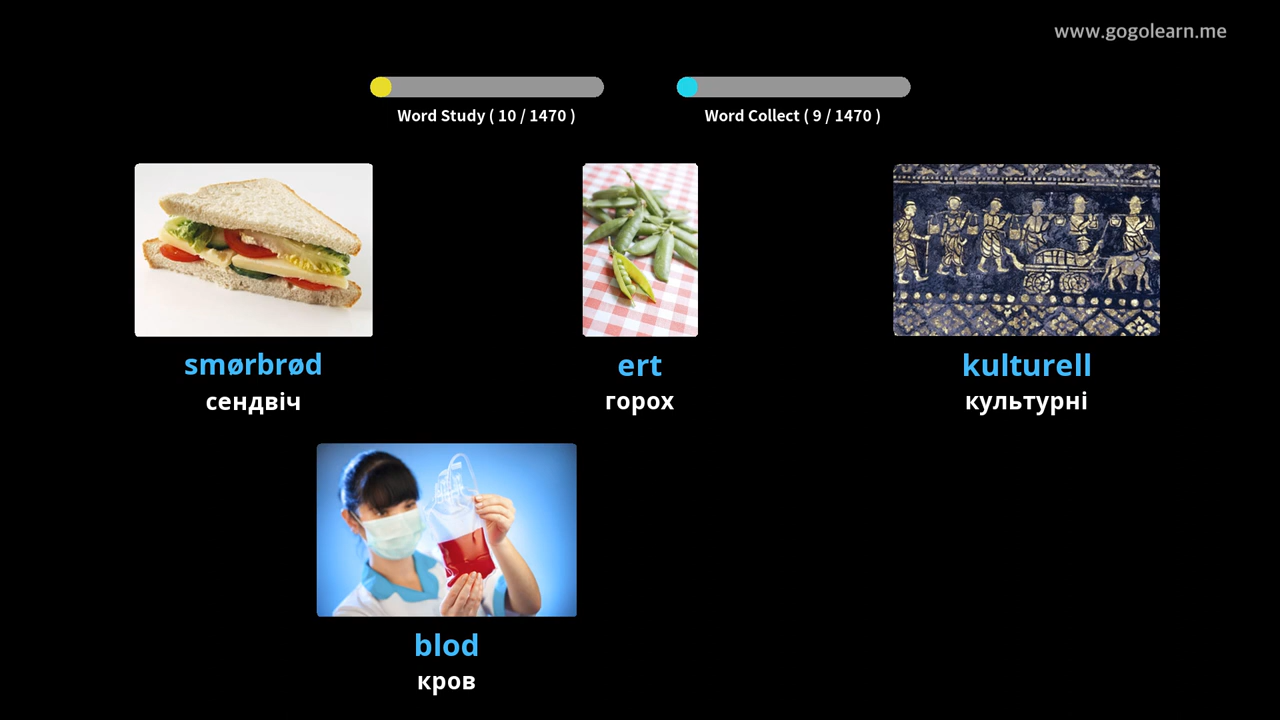 www.gogolearn.me
Word Study ( 10 / 1470 )
Word Collect ( 9 / 1470 )
smørbrød
сендвіч
ert
горох
kulturell
культурні
blod
кров